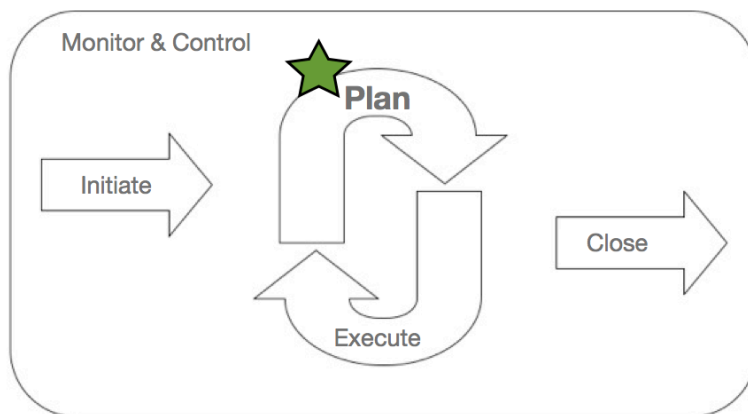 Monitor & Control
Plan
Initiate
Close
Execute